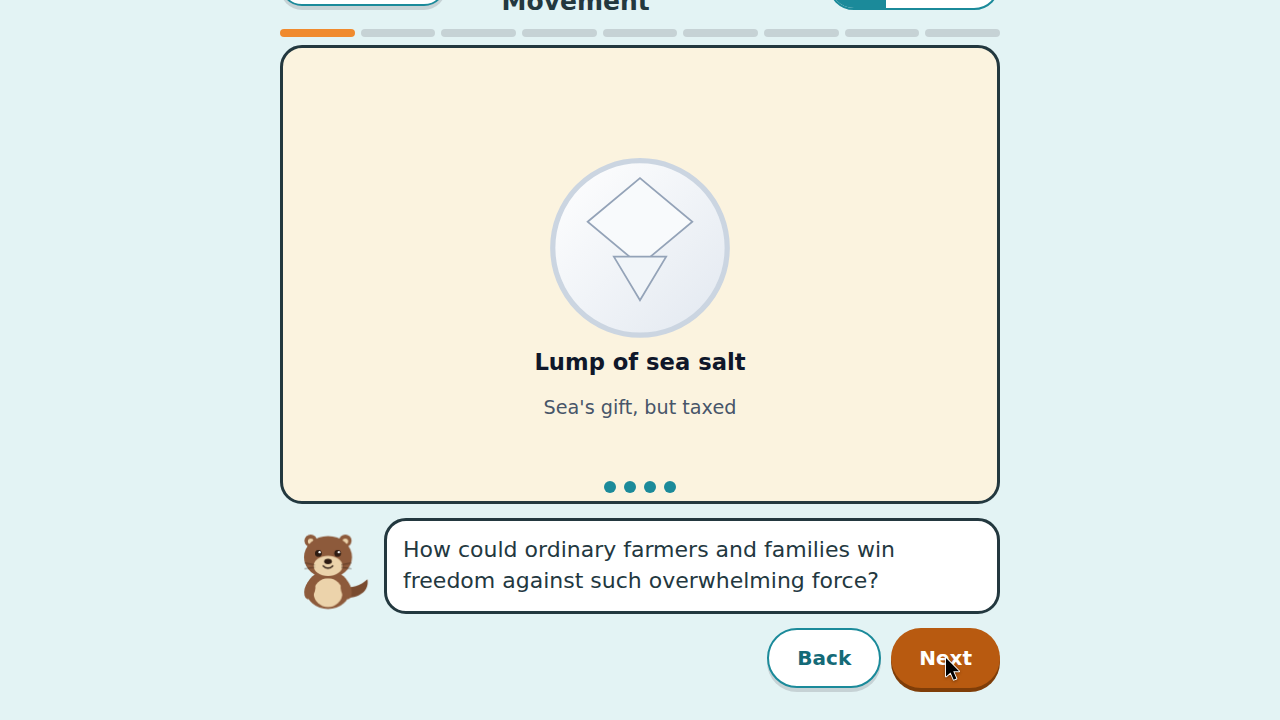 Movement
Lump of sea salt
Sea's gift, but taxed
How could ordinary farmers and families win
freedom against such overwhelming force?
Back
Next